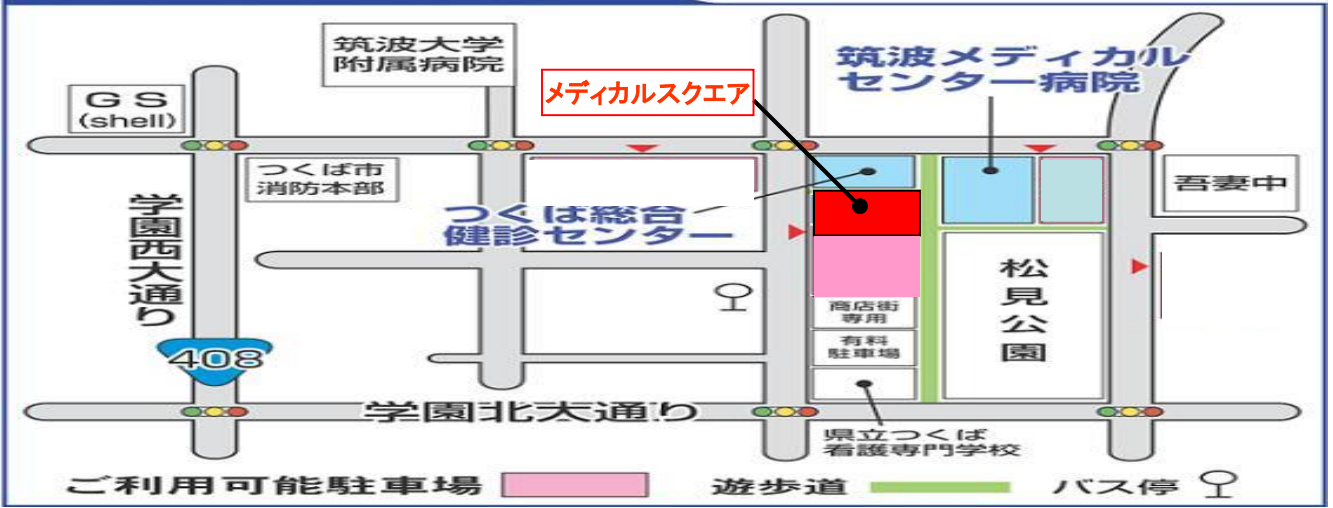 筑波大学
附属病院
筑波メディカル
センター病院
メディカルスクエア
GS
(shell)
つくば市
消防本部
吾妻中
学園西大通り
つくば総合
健診センター
松見公園
商店街
専用
有料
駐車場
408
学園北大通り
県立つくば
看護専門学校
ご利用可能駐車場
遊歩道
バス停